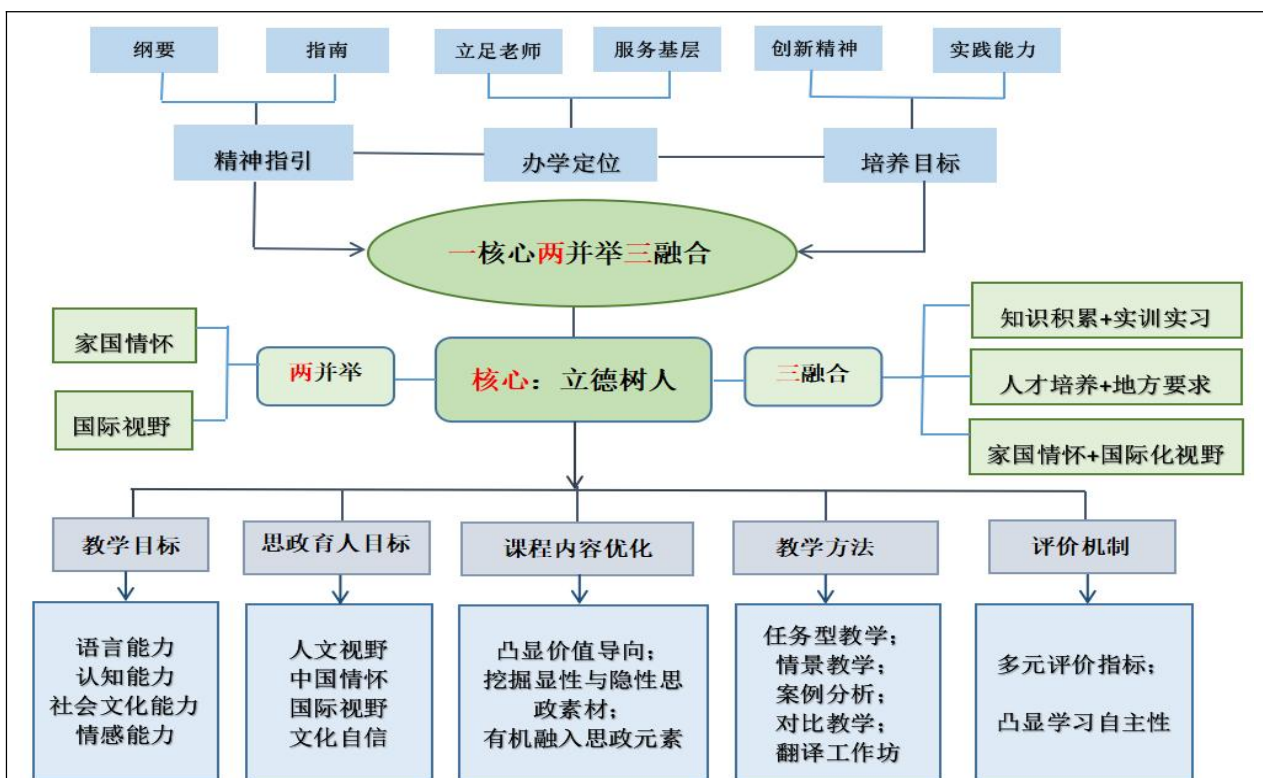 纲要
指南
立足老师
服务基层
创新精神
实践能力
精神指引
办学定位
培养目标
一核心两并举三融合
家国情怀
国际视野
两并举
核心：立德树人
三融合
知识积累+实训实习
人才培养+地方要求
家国情怀+国际化视野
教学目标
思政育人目标
课程内容优化
教学方法
评价机制
语言能力
认知能力
社会文化能力
情感能力
人文视野
中国情怀
国际视野
文化自信
凸显价值导向；
挖掘显性与隐性思
政素材；
有机融入思政元素
任务型教学；
情景教学；
案例分析；
对比教学；
翻译工作坊
多元评价指标；
凸显学习自主性